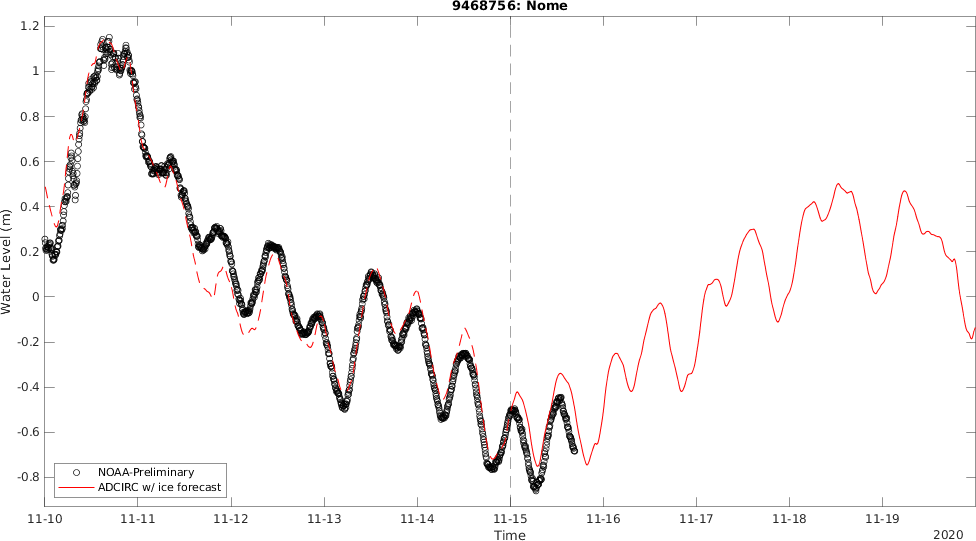 9468756: Nome
1.2
1
0.8
0.6
0.4
0.2
0
-0.2
-0.4
-0.6
-0.8
Water Level (m)
NOAA-Preliminary
ADCIRC w/ ice forecast
11-10 11-11 11-12 11-13 11-14 11-15 11-16 11-17 11-18 11-19
Time
2020